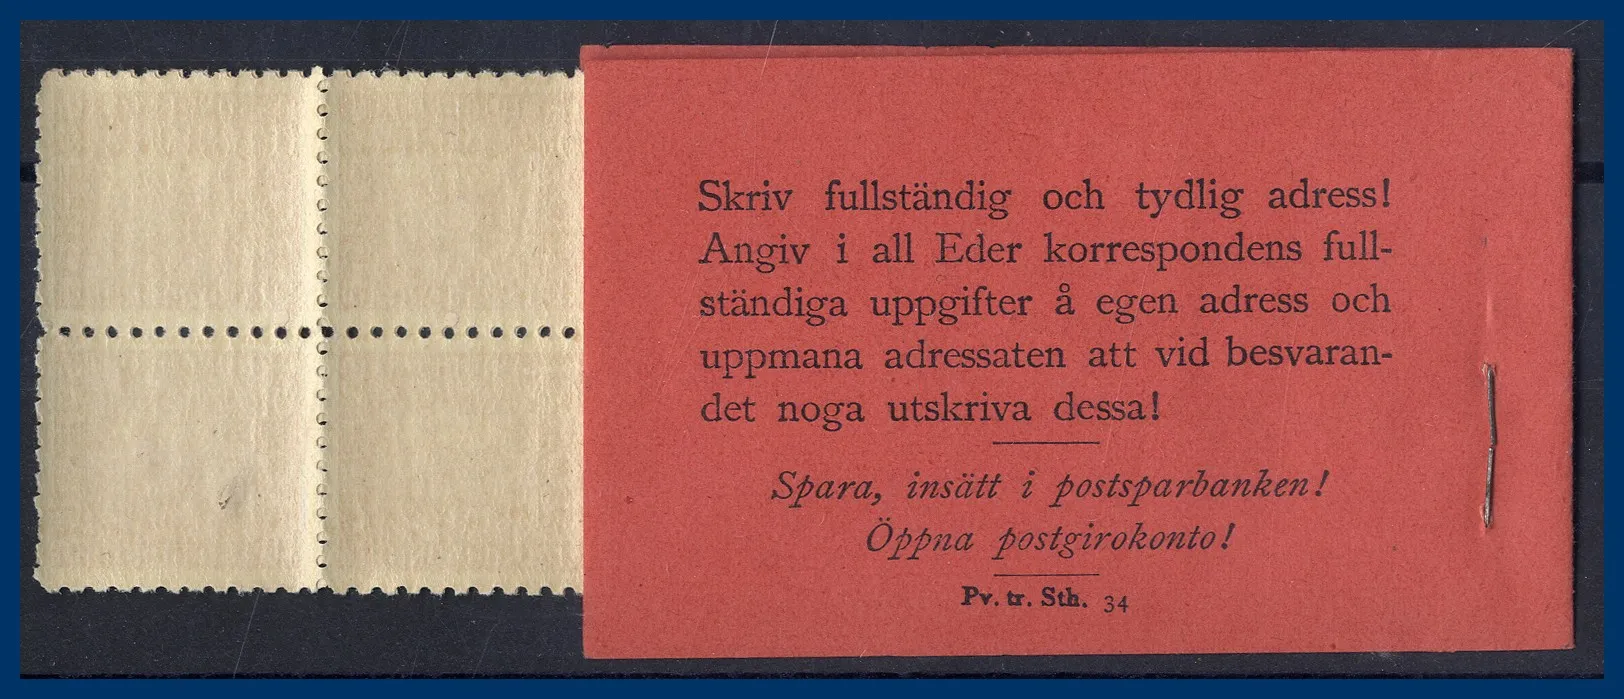 Skriv fullständig och tydlig adress!
Angiv i all Eder korrespondens full-
ständiga uppgifter å egen adress och
uppmana adressaten att vid besvaran-
det noga utskriva dessa!
Spara, insätt i postsparbanken!
Öppna postgirokonto!
Pv. tr. Sth. 34